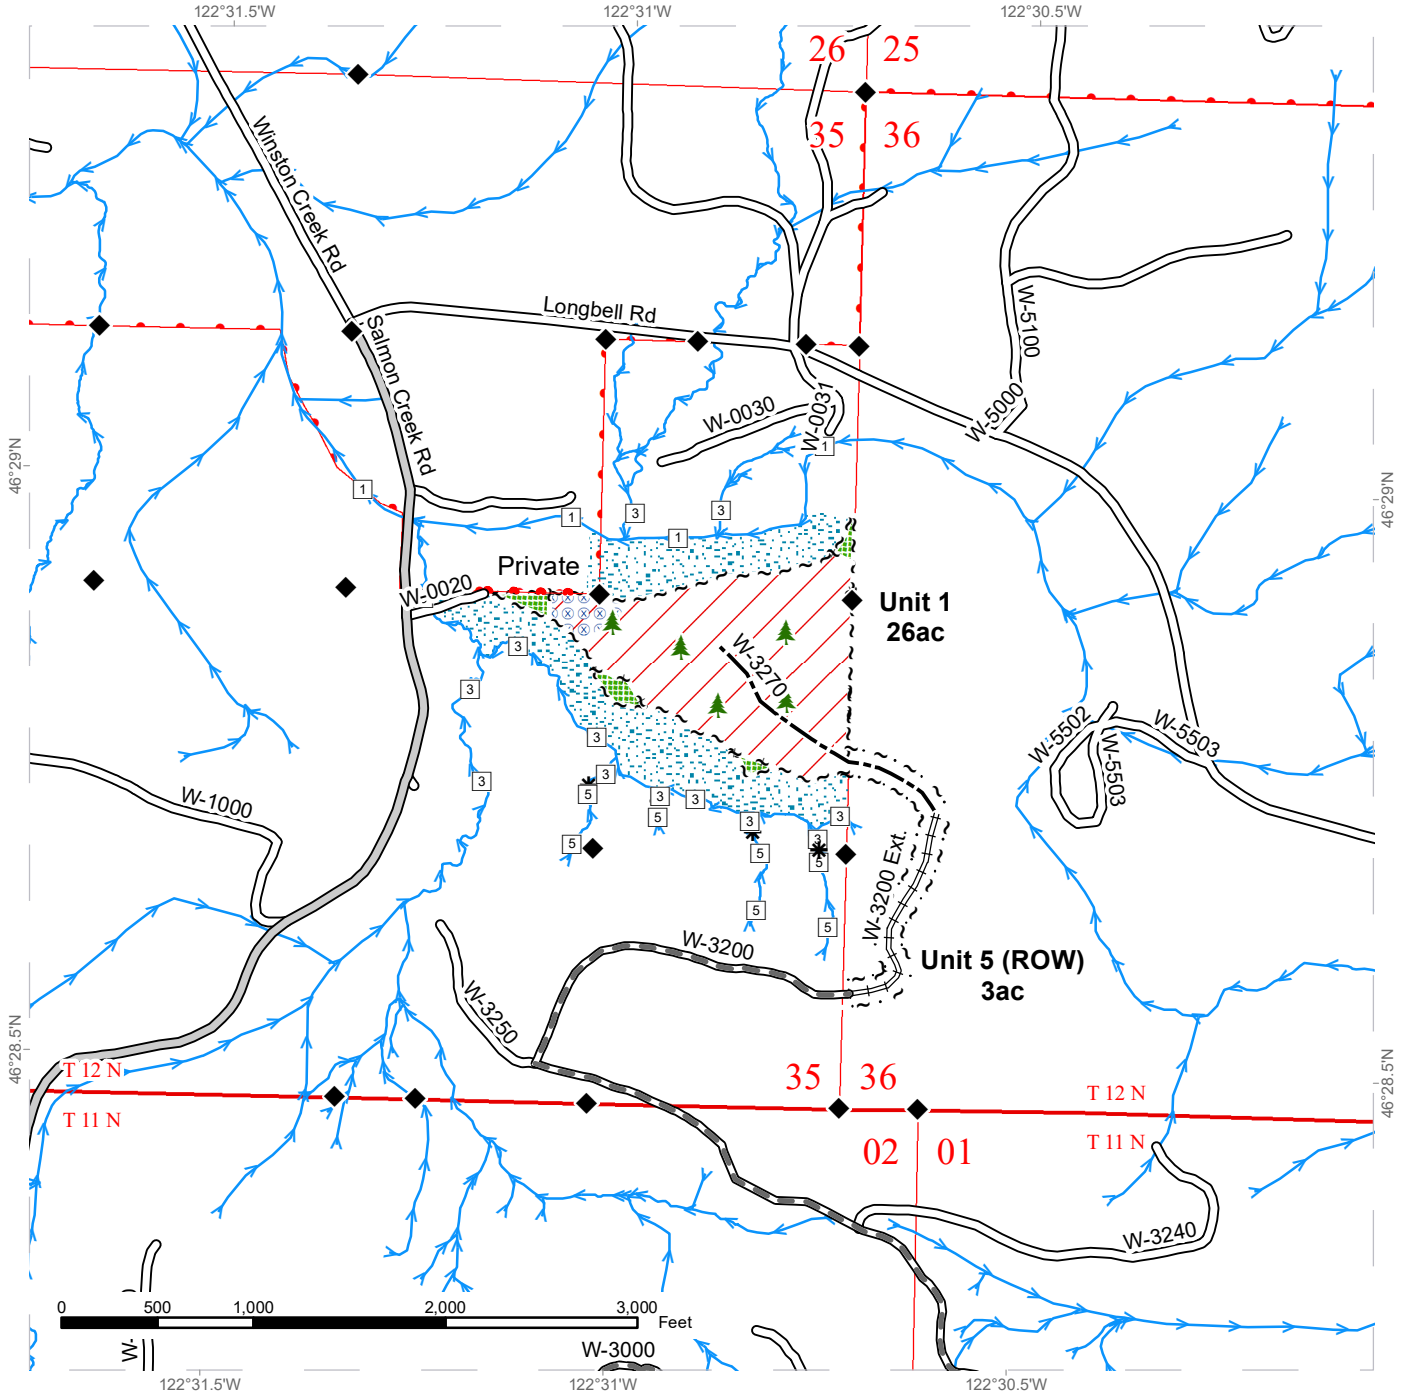 122°31.5'W
122°31'W
122°30.5'W
26
25
35
36
Winston Creek Rd
Longbell Rd
Salmon Creek Rd
W-5100
W-0030
W-0031
W-5000
46°29'N
46°29'N
1
1
1
3
3
1
Private
W-0020
Unit 1
26ac
3
W-3270
3
W-5502
W-5503
W-5503
3
3
3
W-1000
5
3
3
5
3
3
3
5
5
5
5
5
W-3200 Ext.
W-3200
Unit 5 (ROW)
3ac
W-3250
46°28.5'N
46°28.5'N
T 12 N
35
36
T 12 N
T 11 N
T 11 N
02
01
W-3240
0
500
1,000
2,000
3,000
Feet
W-
W-3000
122°31.5'W
122°31'W
122°30.5'W